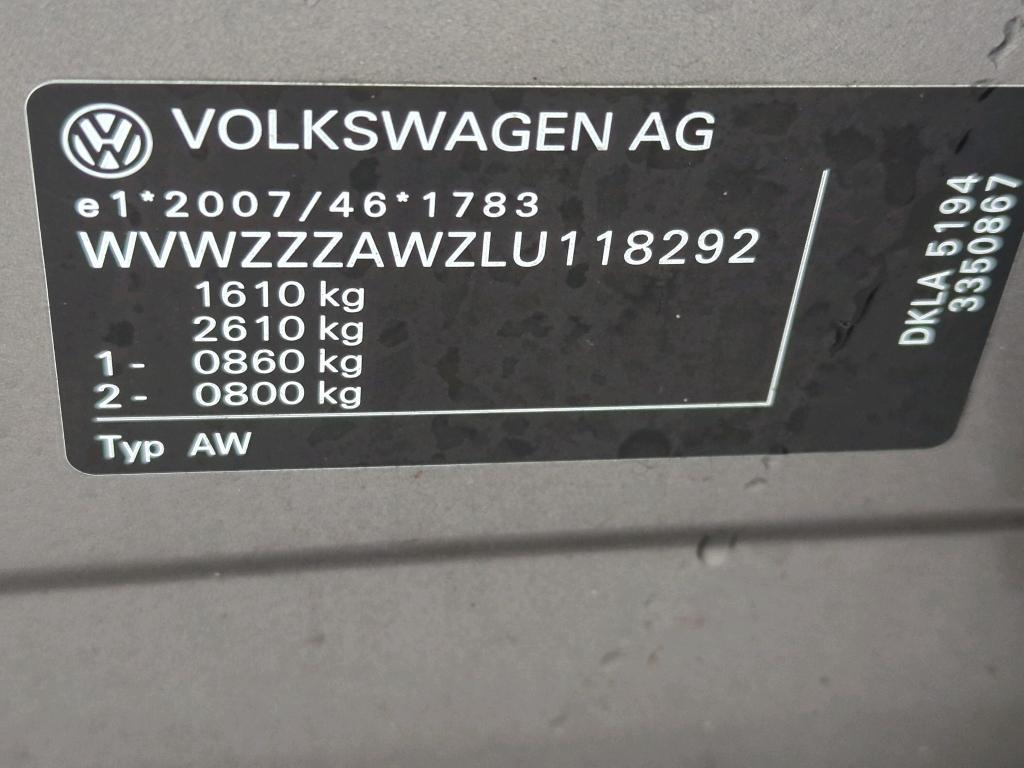 VOLKSWAGEN AG
e1*2007/46*1783
WVWZZZAWZLU118292
1610 kg
2610 kg
1 - 0860 kg
2 - 0800 kg
Typ AW
DKLA 5194
3350867